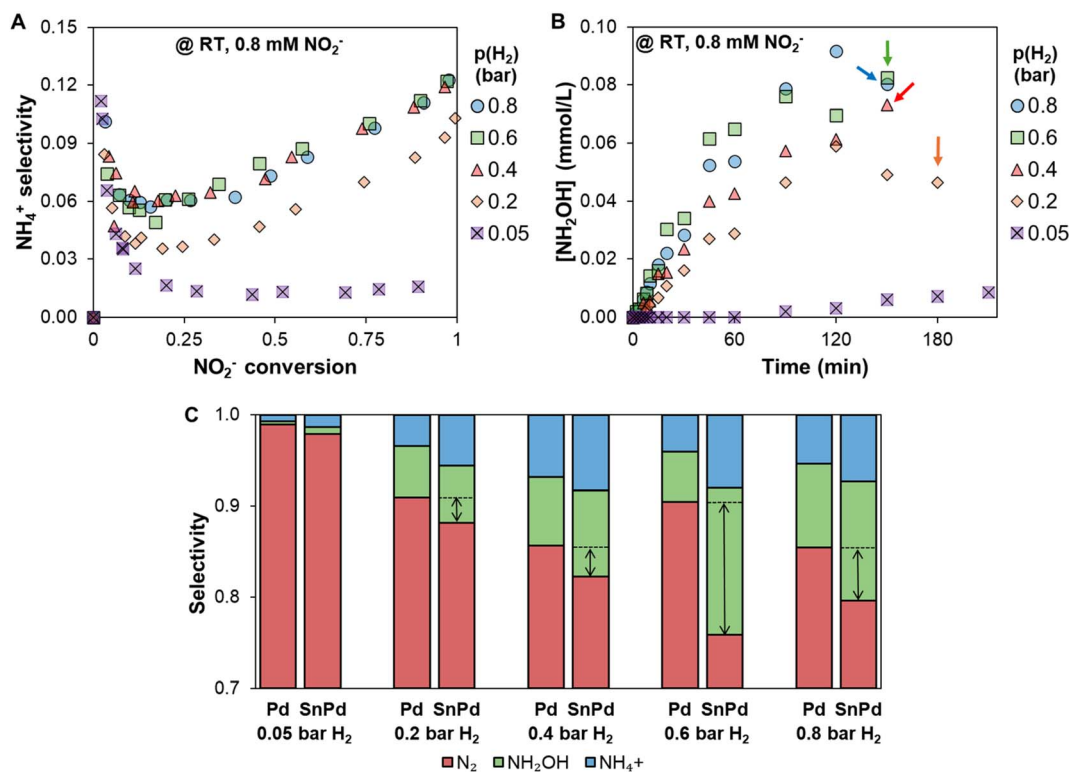 A
@ RT, 0.8 mM NO₂⁻
0.15
0.12
0.09
0.06
0.03
0.00
NH₄⁺ selectivity
0
0.25
0.5
0.75
1
NO₂⁻ conversion
p(H₂)
(bar)
0.8
0.6
0.4
0.2
0.05
B
@ RT, 0.8 mM NO₂⁻
0.10
0.08
0.06
0.04
0.02
0.00
[NH₂OH] (mmol/L)
0
60
120
180
Time (min)
p(H₂)
(bar)
0.8
0.6
0.4
0.2
0.05
C
1.0
0.9
0.8
0.7
Selectivity
Pd SnPd
0.05 bar H₂
Pd SnPd
0.2 bar H₂
Pd SnPd
0.4 bar H₂
Pd SnPd
0.6 bar H₂
Pd SnPd
0.8 bar H₂
N₂ NH₂OH NH₄+